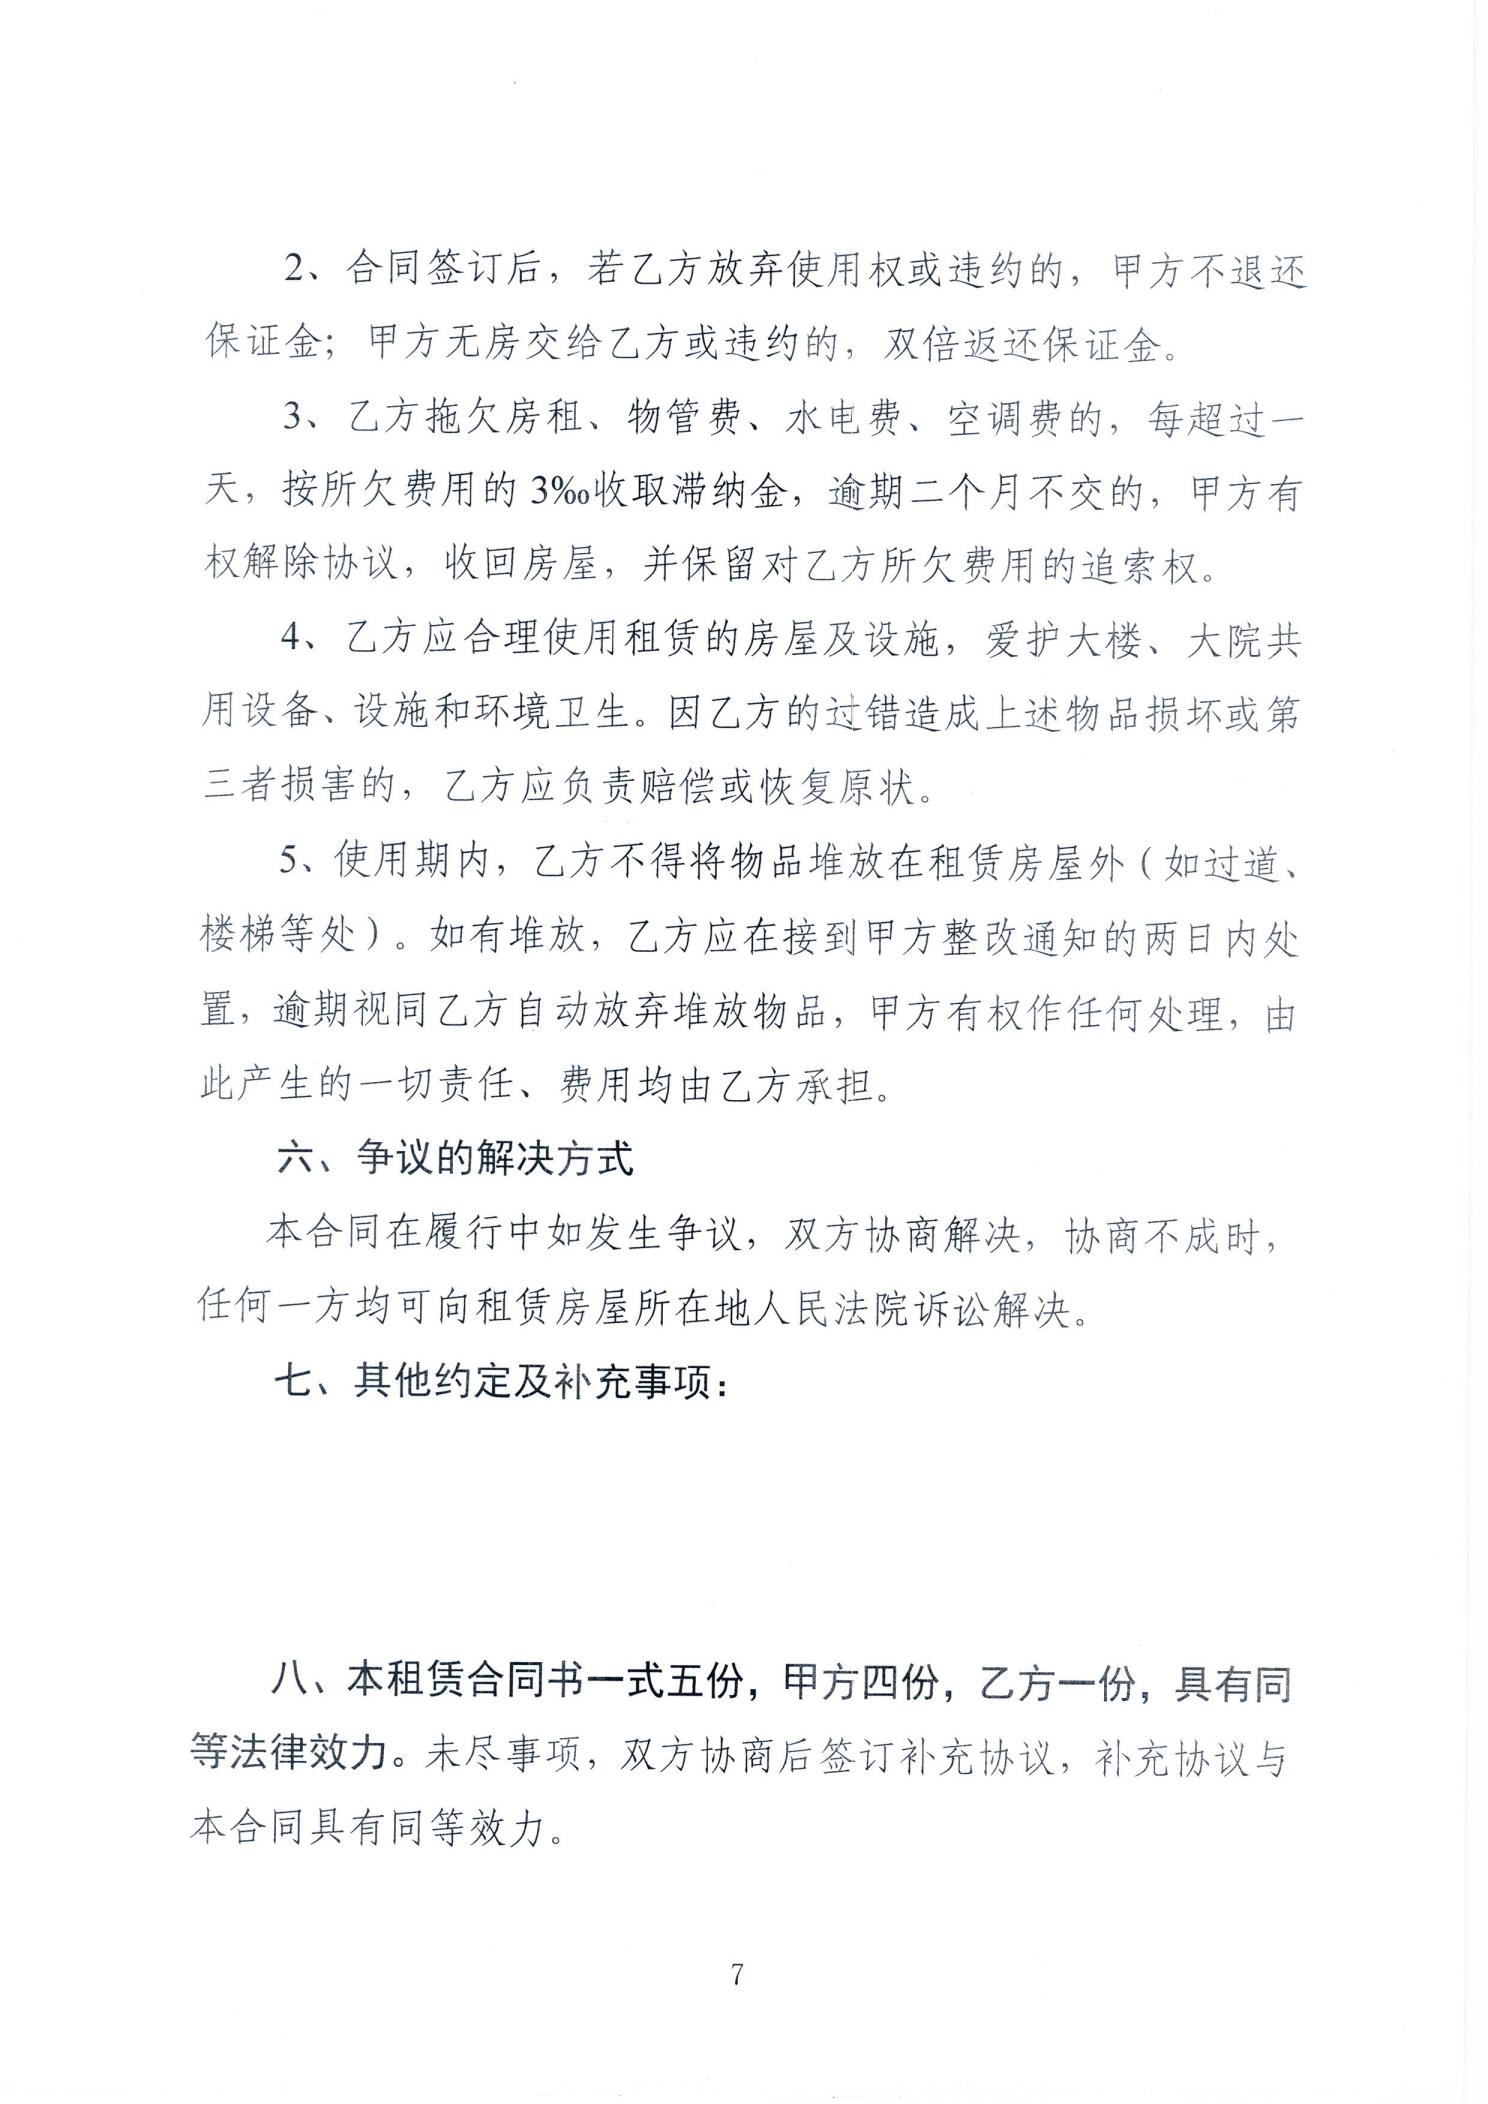 2、合同签订后，若乙方放弃使用权或违约的，甲方不退还
保证金；甲方无房交给乙方或违约的，双倍返还保证金。
3、乙方拖欠房租、物管费、水电费、空调费的，每超过一
天，按所欠费用的 3‰收取滞纳金，逾期二个月不交的，甲方有
权解除协议，收回房屋，并保留对乙方所欠费用的追索权。
4、乙方应合理使用租赁的房屋及设施，爱护大楼、大院共
用设备、设施和环境卫生。因乙方的过错造成上述物品损坏或第
三者损害的，乙方应负责赔偿或恢复原状。
5、使用期内，乙方不得将物品堆放在租赁房屋外（如过道、
楼梯等处）。如有堆放，乙方应在接到甲方整改通知的两日内处
置，逾期视同乙方自动放弃堆放物品，甲方有权作任何处理，由
此产生的一切责任、费用均由乙方承担。
六、争议的解决方式
本合同在履行中如发生争议，双方协商解决，协商不成时，
任何一方均可向租赁房屋所在地人民法院诉讼解决。
七、其他约定及补充事项：
八、本租赁合同书一式五份，甲方四份，乙方一份，具有同
等法律效力。未尽事项，双方协商后签订补充协议，补充协议与
本合同具有同等效力。
7